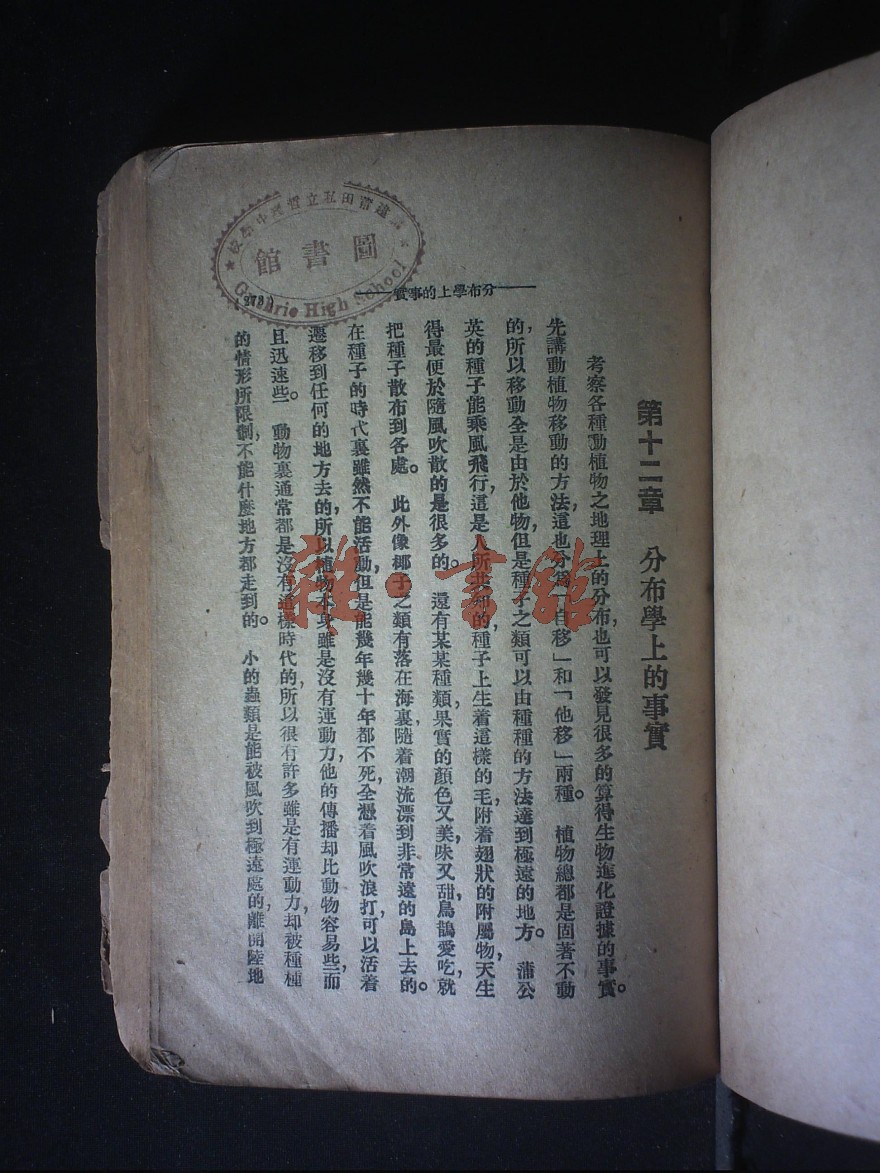 圖書館
Guthrie High School
(273)
分布學上的事實
第十二章 分布學上的事實
考察各種動植物之地理上的分布,也可以發見很多的算得生物進化證據的事實。
先講動植物移動的方法,這也分爲「自移」和「他移」兩種。 植物總都是固著不動
的,所以移動全是由於他物,但是種子之類可以由種種的方法達到極遠的地方。 蒲公
英的種子能乘風飛行,這是人所共知的,種子上生着這樣的毛,附着翅狀的附屬物,天生
得最便於隨風吹散的是很多的。 還有某某種類,果實的顏色又美,味又甜,鳥鵲愛吃,就
把種子散布到各處。 此外像椰子之類有落在海裏,隨着潮流漂到非常遠的島上去的。
在種子的時代裏雖然不能活動,但是能幾年幾十年都不死,全憑着風吹浪打,可以活着
遷移到任何的地方去的,所以植物本身雖是沒有運動力,他的傳播却比動物容易些,而
且迅速些。 動物裏通常都是沒有這樣時代的,所以很有許多雖是有運動力,却被種種
的情形所限制,不能什麼地方都走到的。 小的蟲類是能被風吹到極遠處的,離開陸地
雜·書館